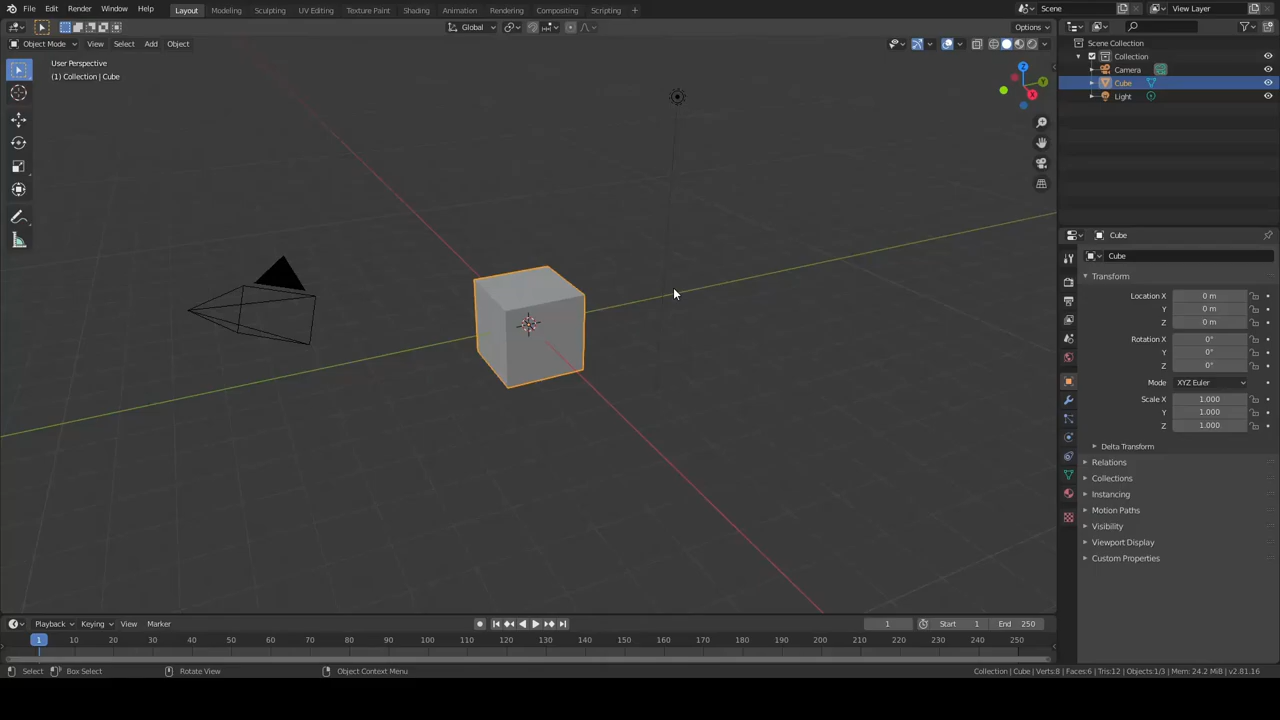 File Edit Render Window Help Layout Modeling Sculpting UV Editing Texture Paint Shading Animation Rendering Compositing Scripting + Scene View Layer
Global Options
Object Mode View Select Add Object
User Perspective
(1) Collection | Cube
Z
Y
X
Scene Collection
Collection
Camera
Cube
Light
Cube
Cube
Transform
Location X 0 m
Y 0 m
Z 0 m
Rotation X 0°
Y 0°
Z 0°
Mode XYZ Euler
Scale X 1.000
Y 1.000
Z 1.000
Delta Transform
Relations
Collections
Instancing
Motion Paths
Visibility
Viewport Display
Custom Properties
Playback Keying View Marker 1 Start 1 End 250
1 10 20 30 40 50 60 70 80 90 100 110 120 130 140 150 160 170 180 190 200 210 220 230 240 250
Select Box Select Rotate View Object Context Menu Collection | Cube | Verts:8 | Faces:6 | Tris:12 | Objects:1/3 | Mem: 24.2 MiB | v2.81.16